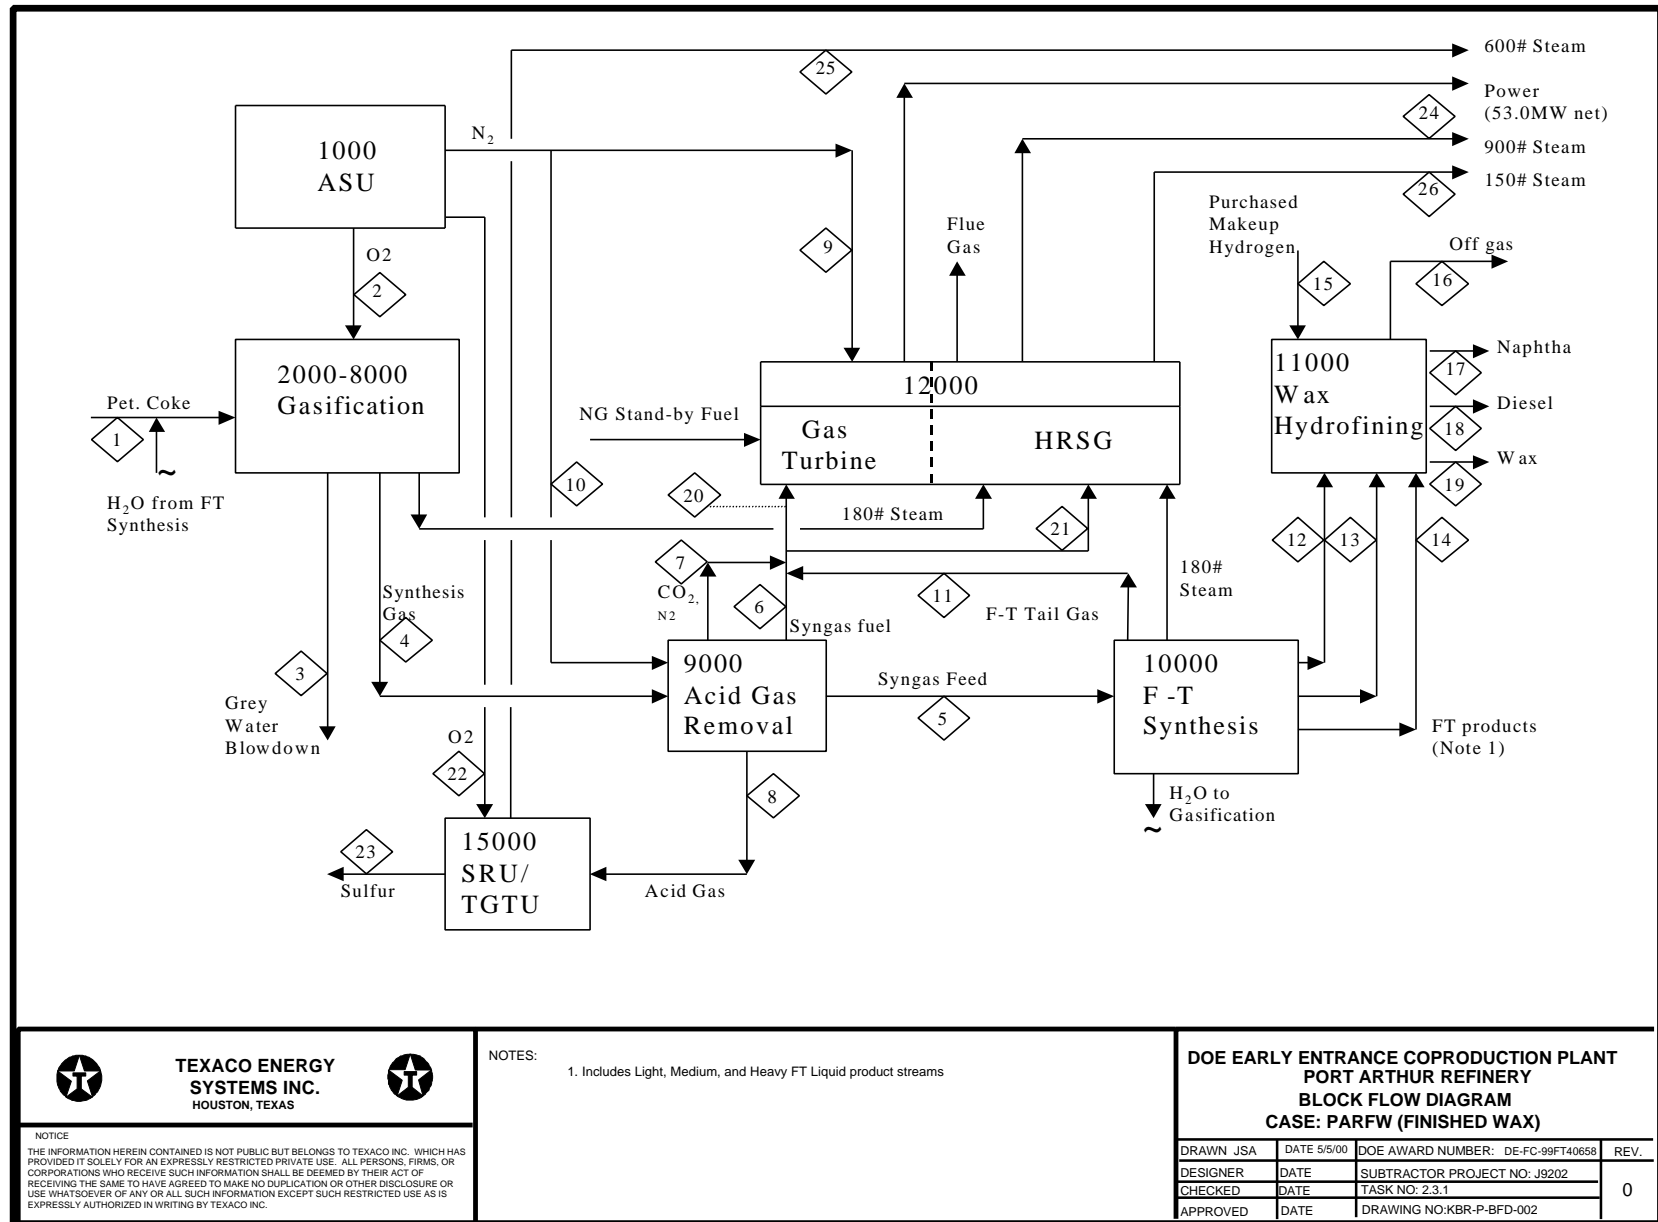 600# Steam
25
Power
(53.0MW net)
24
900# Steam
150# Steam
26
N2
1000
ASU
O2
2
9
Flue
Gas
Purchased
Makeup
Hydrogen
15
Off gas
16
2000-8000
Gasification
Pet. Coke
1
~
H2O from FT
Synthesis
12000
NG Stand-by Fuel
Gas
Turbine
HRSG
11000
Wax
Hydrofining
Naphtha
17
Diesel
18
Wax
19
10
20
180# Steam
21
12
13
14
7
CO2,
N2
6
Syngas fuel
11
F-T Tail Gas
180#
Steam
Synthesis
Gas
4
3
Grey
Water
Blowdown
9000
Acid Gas
Removal
Syngas Feed
5
10000
F -T
Synthesis
FT products
(Note 1)
O2
22
8
H2O to
Gasification
~
15000
SRU/
TGTU
23
Sulfur
Acid Gas
TEXACO ENERGY
SYSTEMS INC.
HOUSTON, TEXAS
NOTICE
THE INFORMATION HEREIN CONTAINED IS NOT PUBLIC BUT BELONGS TO TEXACO INC. WHICH HAS
PROVIDED IT SOLELY FOR AN EXPRESSLY RESTRICTED PRIVATE USE. ALL PERSONS, FIRMS, OR
CORPORATIONS WHO RECEIVE SUCH INFORMATION SHALL BE DEEMED BY THEIR ACT OF
RECEIVING THE SAME TO HAVE AGREED TO MAKE NO DUPLICATION OR OTHER DISCLOSURE OR
USE WHATSOEVER OF ANY OR ALL SUCH INFORMATION EXCEPT SUCH RESTRICTED USE AS IS
EXPRESSLY AUTHORIZED IN WRITING BY TEXACO INC.
NOTES:
1. Includes Light, Medium, and Heavy FT Liquid product streams
DOE EARLY ENTRANCE COPRODUCTION PLANT
PORT ARTHUR REFINERY
BLOCK FLOW DIAGRAM
CASE: PARFW (FINISHED WAX)
DRAWN JSA DATE 5/5/00 DOE AWARD NUMBER: DE-FC-99FT40658 REV.
DESIGNER DATE SUBTRACTOR PROJECT NO: J9202
CHECKED DATE TASK NO: 2.3.1 0
APPROVED DATE DRAWING NO:KBR-P-BFD-002